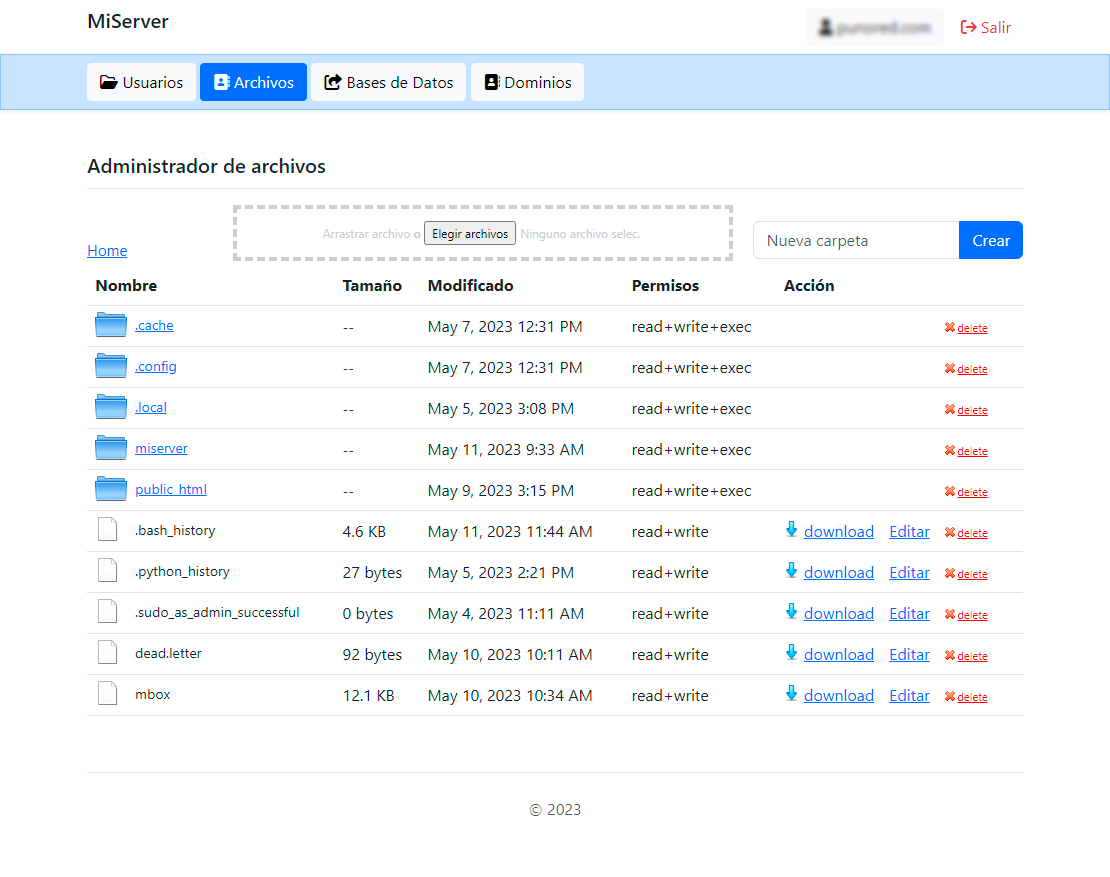 MiServer
Salir
Usuarios Archivos Bases de Datos Dominios
Administrador de archivos
Home
Arrastrar archivo o Elegir archivos Ninguno archivo selec.
Nueva carpeta Crear
Nombre Tamaño Modificado Permisos Acción
.cache -- May 7, 2023 12:31 PM read+write+exec delete
.config -- May 7, 2023 12:31 PM read+write+exec delete
.local -- May 5, 2023 3:08 PM read+write+exec delete
miserver -- May 11, 2023 9:33 AM read+write+exec delete
public_html -- May 9, 2023 3:15 PM read+write+exec delete
.bash_history 4.6 KB May 11, 2023 11:44 AM read+write download Editar delete
.python_history 27 bytes May 5, 2023 2:21 PM read+write download Editar delete
.sudo_as_admin_successful 0 bytes May 4, 2023 11:11 AM read+write download Editar delete
dead.letter 92 bytes May 10, 2023 10:11 AM read+write download Editar delete
mbox 12.1 KB May 10, 2023 10:34 AM read+write download Editar delete
© 2023